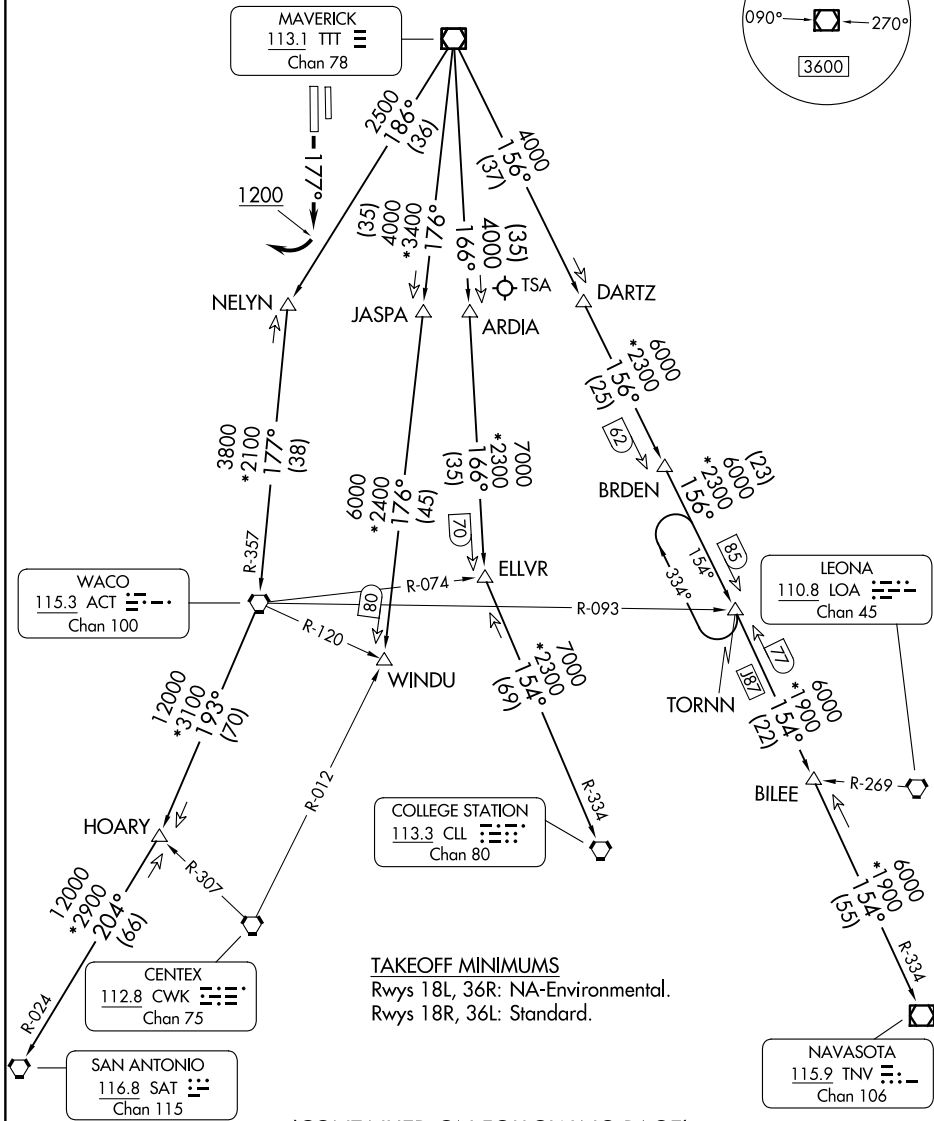 MAVERICK
113.1 TTT
Chan 78
090°
270°
3600
2500
186°
(36)
177°
1200
(35)
4000
*3400
176°
(35)
4000
166°
4000
156°
(37)
TSA
NELYN
JASPA
ARDIA
DARTZ
3800
*2100
177°
(38)
6000
*2400
176°
(45)
7000
*2300
166°
(35)
6000
*2300
156°
(25)
62
BRDEN
(23)
6000
*2300
156°
70
85
154°
334°
R-357
ELLVR
WACO
115.3 ACT
Chan 100
R-074
R-093
R-120
80
LEONA
110.8 LOA
Chan 45
WINDU
TORNN
77
J87
6000
*1900
154°
(22)
12000
*3100
193°
(70)
7000
*2300
154°
(69)
R-012
R-334
BILEE
R-269
HOARY
COLLEGE STATION
113.3 CLL
Chan 80
R-307
12000
*2900
204°
(66)
6000
*1900
154°
(55)
R-334
CENTEX
112.8 CWK
Chan 75
TAKEOFF MINIMUMS
Rwys 18L, 36R: NA-Environmental.
Rwys 18R, 36L: Standard.
R-024
SAN ANTONIO
116.8 SAT
Chan 115
NAVASOTA
115.9 TNV
Chan 106